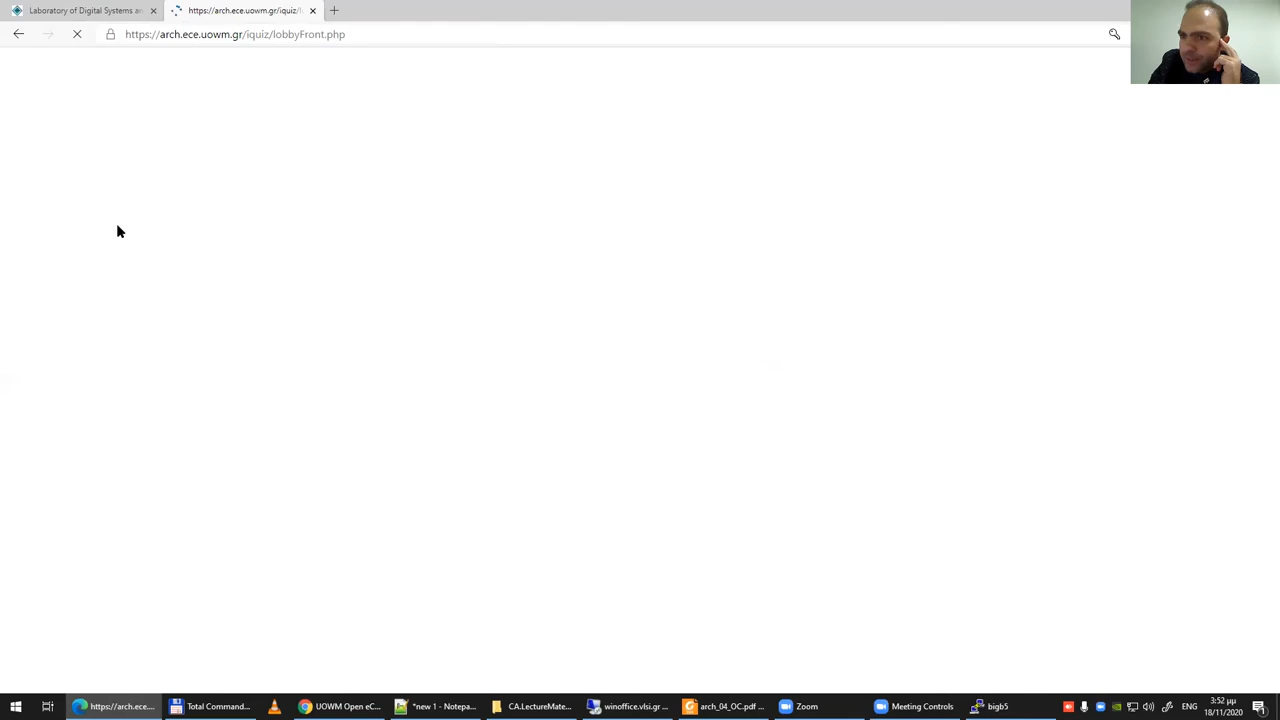 Laboratory of Digital Systems an
https://arch.ece.uowm.gr/iquiz/l
https://arch.ece.uowm.gr/iquiz/lobbyFront.php
https://arch.ece....
Total Command...
UOWM Open eC...
*new 1 - Notepa...
CA.LectureMate...
winoffice.vlsi.gr ...
arch_04_OC.pdf ...
Zoom
Meeting Controls
bigb5
ENG
3:52 μμ
18/11/2020